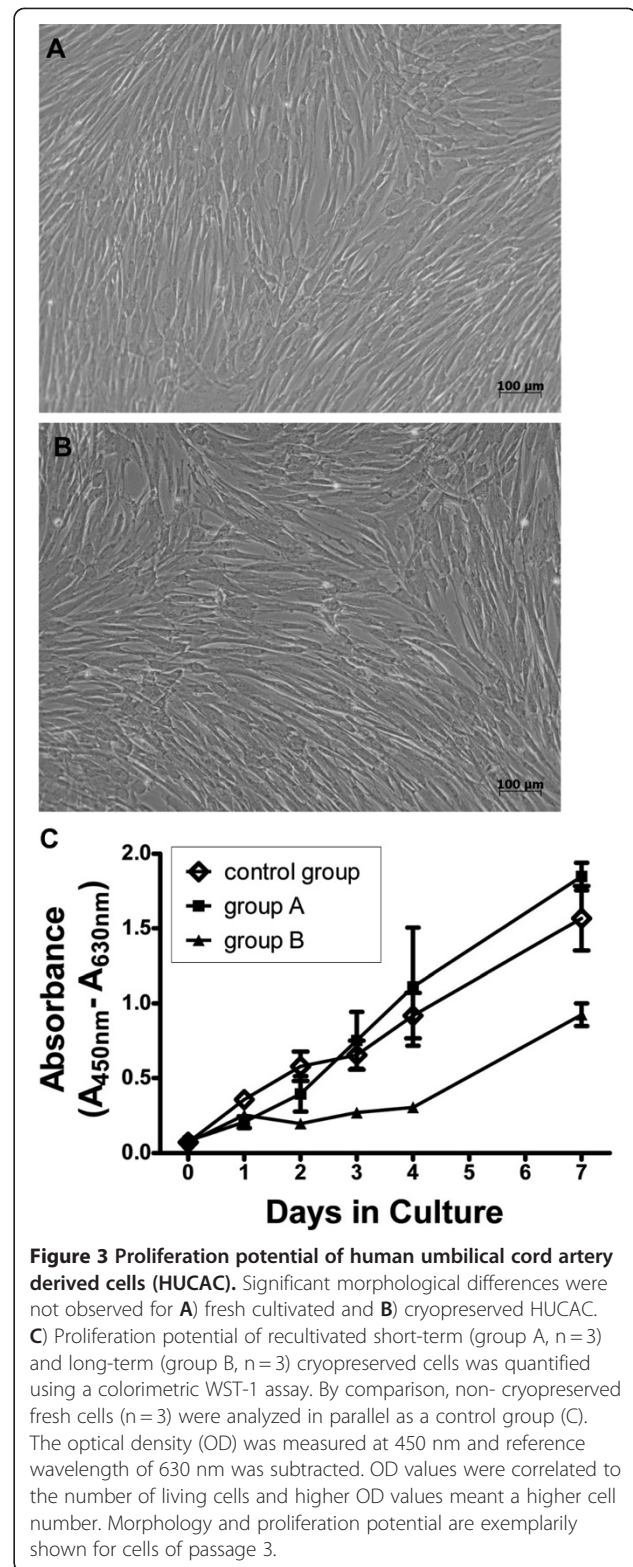 A
100 µm
B
100 µm
C
2.0
1.5
1.0
0.5
0.0
control group
group A
group B
Absorbance
(A450nm- A630nm)
0 1 2 3 4 5 6 7
Days in Culture
Figure 3 Proliferation potential of human umbilical cord artery
derived cells (HUCAC). Significant morphological differences were
not observed for A) fresh cultivated and B) cryopreserved HUCAC.
C) Proliferation potential of recultivated short-term (group A, n = 3)
and long-term (group B, n = 3) cryopreserved cells was quantified
using a colorimetric WST-1 assay. By comparison, non- cryopreserved
fresh cells (n = 3) were analyzed in parallel as a control group (C).
The optical density (OD) was measured at 450 nm and reference
wavelength of 630 nm was subtracted. OD values were correlated to
the number of living cells and higher OD values meant a higher cell
number. Morphology and proliferation potential are exemplarily
shown for cells of passage 3.